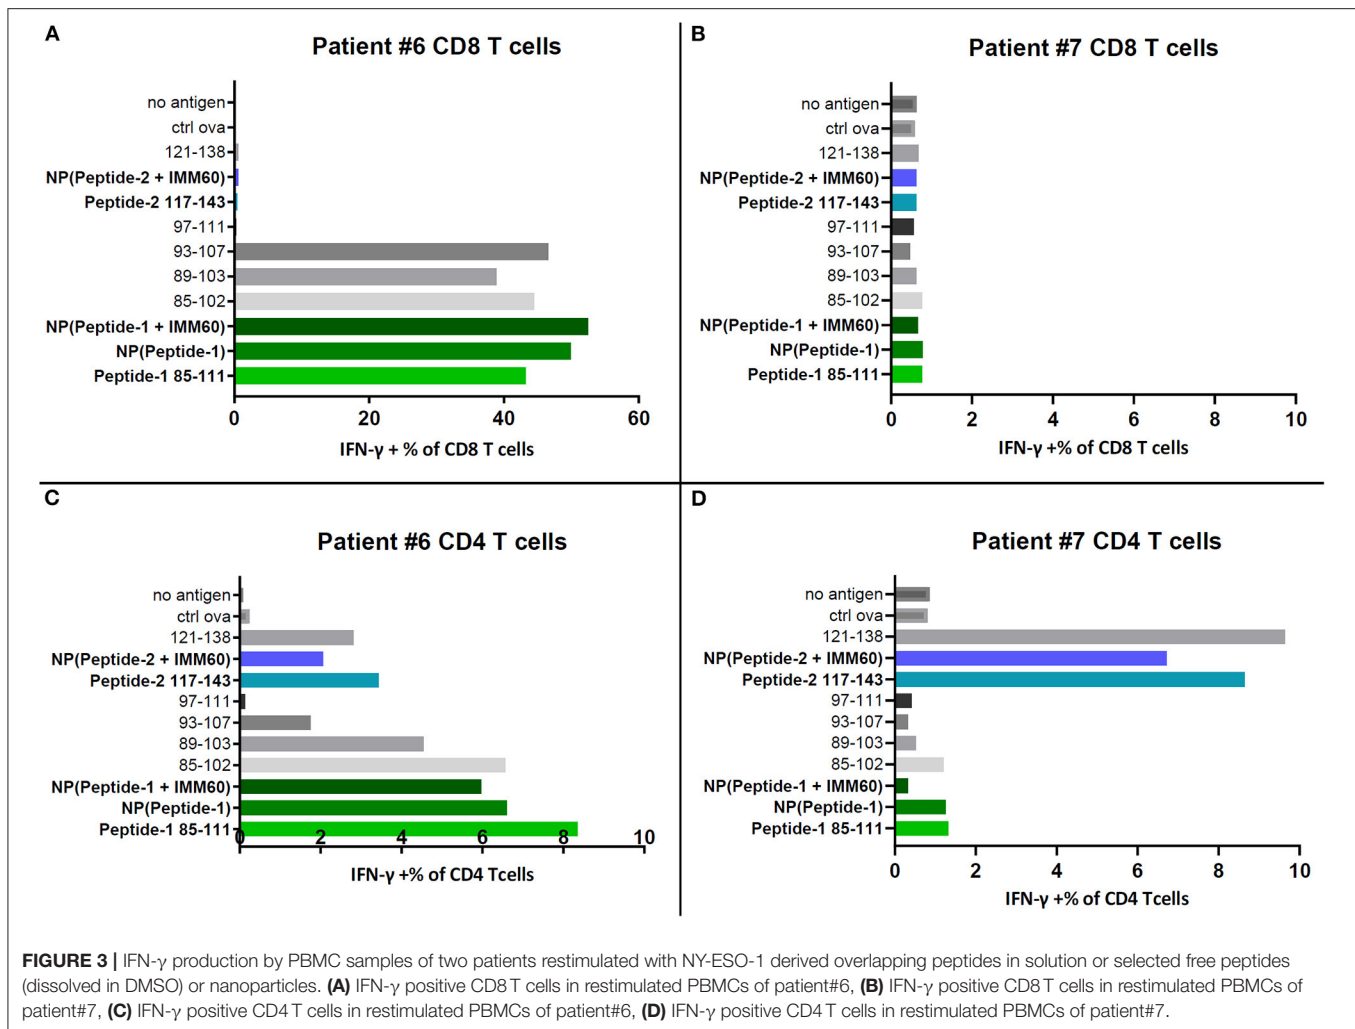 A
Patient #6 CD8 T cells
no antigen
ctrl ova
121-138
NP(Peptide-2 + IMM60)
Peptide-2 117-143
97-111
93-107
89-103
85-102
NP(Peptide-1 + IMM60)
NP(Peptide-1)
Peptide-1 85-111
0 20 40 60
IFN-γ + % of CD8 T cells
B
Patient #7 CD8 T cells
no antigen
ctrl ova
121-138
NP(Peptide-2 + IMM60)
Peptide-2 117-143
97-111
93-107
89-103
85-102
NP(Peptide-1 + IMM60)
NP(Peptide-1)
Peptide-1 85-111
0 2 4 6 8 10
IFN-γ +% of CD8 T cells
C
Patient #6 CD4 T cells
no antigen
ctrl ova
121-138
NP(Peptide-2 + IMM60)
Peptide-2 117-143
97-111
93-107
89-103
85-102
NP(Peptide-1 + IMM60)
NP(Peptide-1)
Peptide-1 85-111
0 2 4 6 8 10
IFN-γ +% of CD4 Tcells
D
Patient #7 CD4 T cells
no antigen
ctrl ova
121-138
NP(Peptide-2 + IMM60)
Peptide-2 117-143
97-111
93-107
89-103
85-102
NP(Peptide-1 + IMM60)
NP(Peptide-1)
Peptide-1 85-111
0 2 4 6 8 10
IFN-γ +% of CD4 Tcells
FIGURE 3 | IFN-γ production by PBMC samples of two patients restimulated with NY-ESO-1 derived overlapping peptides in solution or selected free peptides
(dissolved in DMSO) or nanoparticles. (A) IFN-γ positive CD8 T cells in restimulated PBMCs of patient#6, (B) IFN-γ positive CD8 T cells in restimulated PBMCs of
patient#7, (C) IFN-γ positive CD4 T cells in restimulated PBMCs of patient#6, (D) IFN-γ positive CD4 T cells in restimulated PBMCs of patient#7.